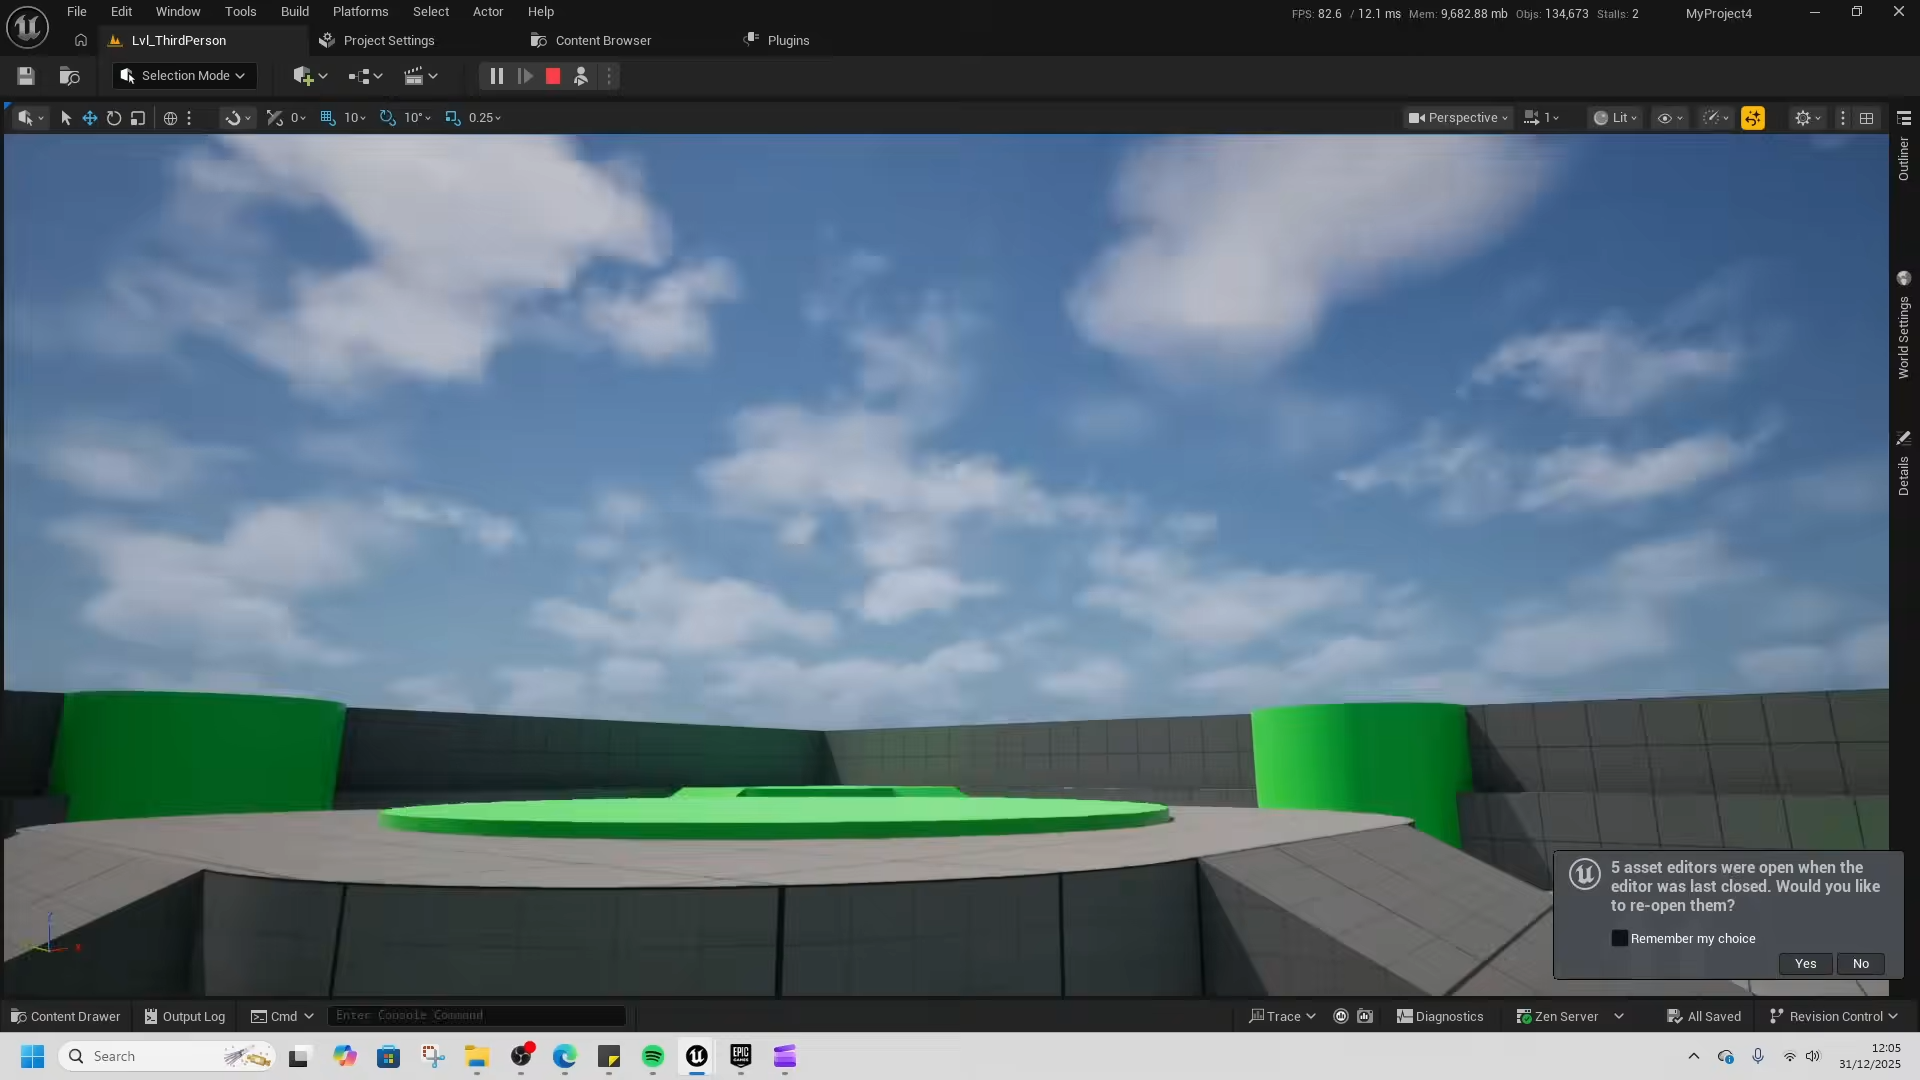 File Edit Window Tools Build Platforms Select Actor Help
FPS: 82.6 / 12.1 ms Mem: 9,682.88 mb Objs: 134,673 Stalls: 2
MyProject4
Lvl_ThirdPerson
Project Settings
Content Browser
Plugins
Selection Mode
0
10
10°
0.25
Perspective
1
Lit
Outliner
World Settings
Details
5 asset editors were open when the
editor was last closed. Would you like
to re-open them?
Remember my choice
Yes
No
Z
X
Content Drawer
Output Log
Cmd
Enter Console Command
Trace
Diagnostics
Zen Server
All Saved
Revision Control
Search
EPIC
GAMES
12:05
31/12/2025